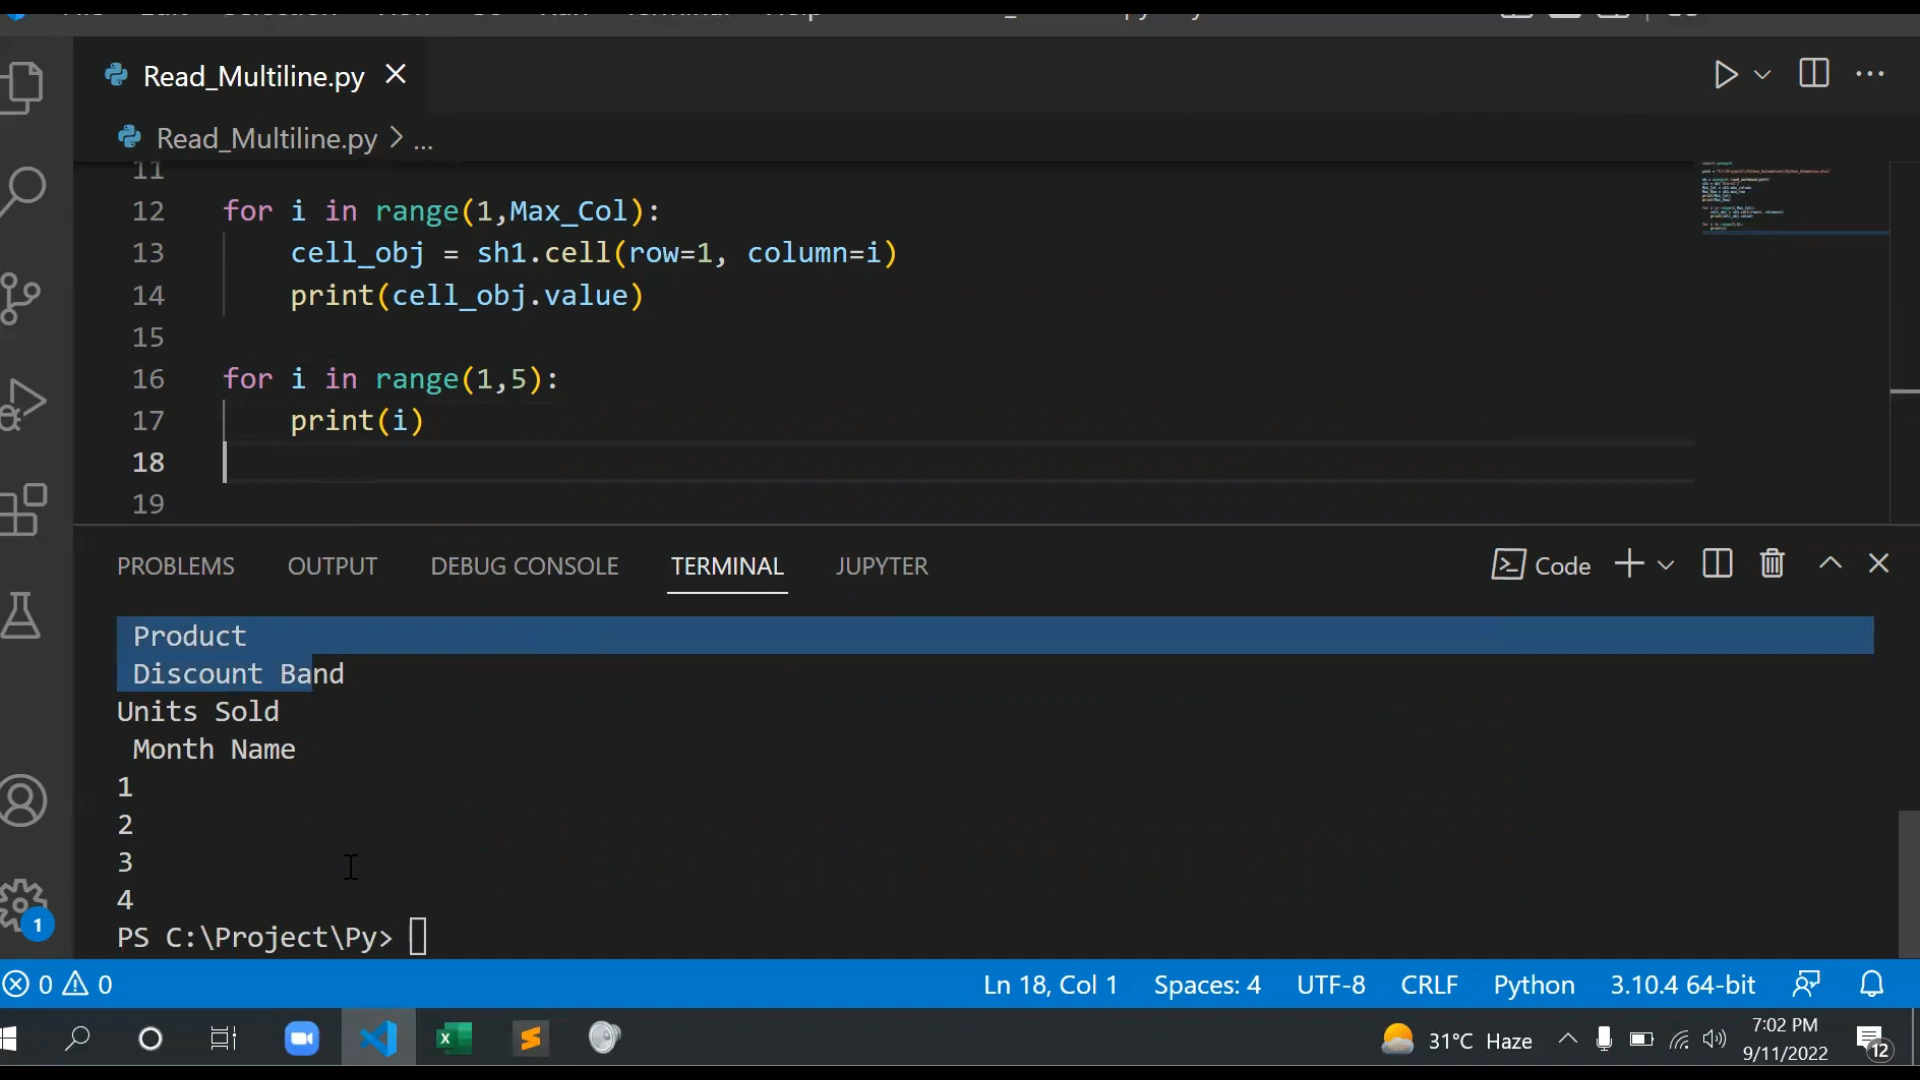 Read_Multiline.py
Read_Multiline.py > ...
11
12 for i in range(1,Max_Col):
13 cell_obj = sh1.cell(row=1, column=i)
14 print(cell_obj.value)
15
16 for i in range(1,5):
17 print(i)
18
19
PROBLEMS OUTPUT DEBUG CONSOLE TERMINAL JUPYTER Code
Product
Discount Band
Units Sold
Month Name
1
2
3
4
PS C:\Project\Py>
1
0 0 Ln 18, Col 1 Spaces: 4 UTF-8 CRLF Python 3.10.4 64-bit
31°C Haze 7:02 PM
9/11/2022
12